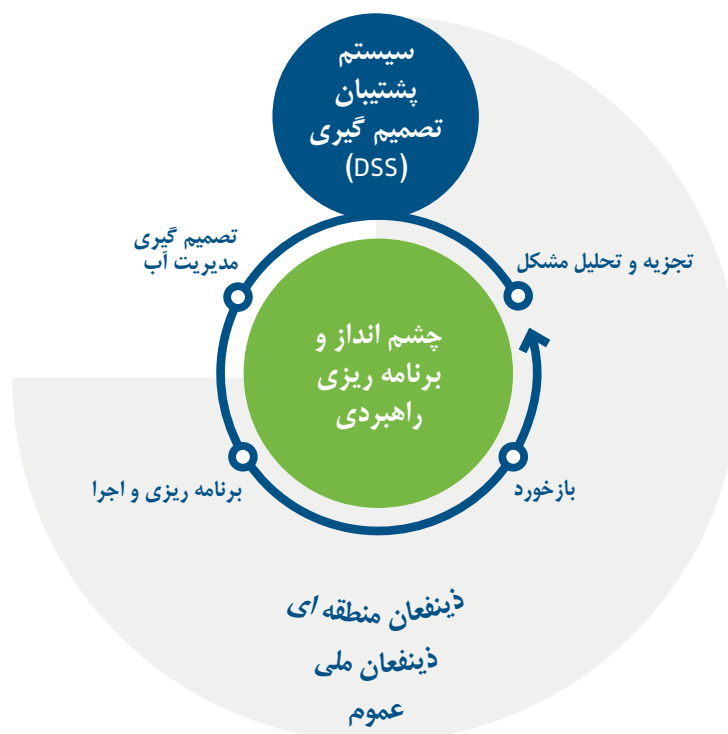 سیستم
پشتیبان
تصمیم گیری
(DSS)
تصمیم گیری
مدیریت آب
تجزیه و تحلیل مشکل
چشم انداز و
برنامه ریزی
راهبردی
برنامه ریزی و اجرا
بازخورد
ذینفعان منطقه ای
ذینفعان ملی
عموم